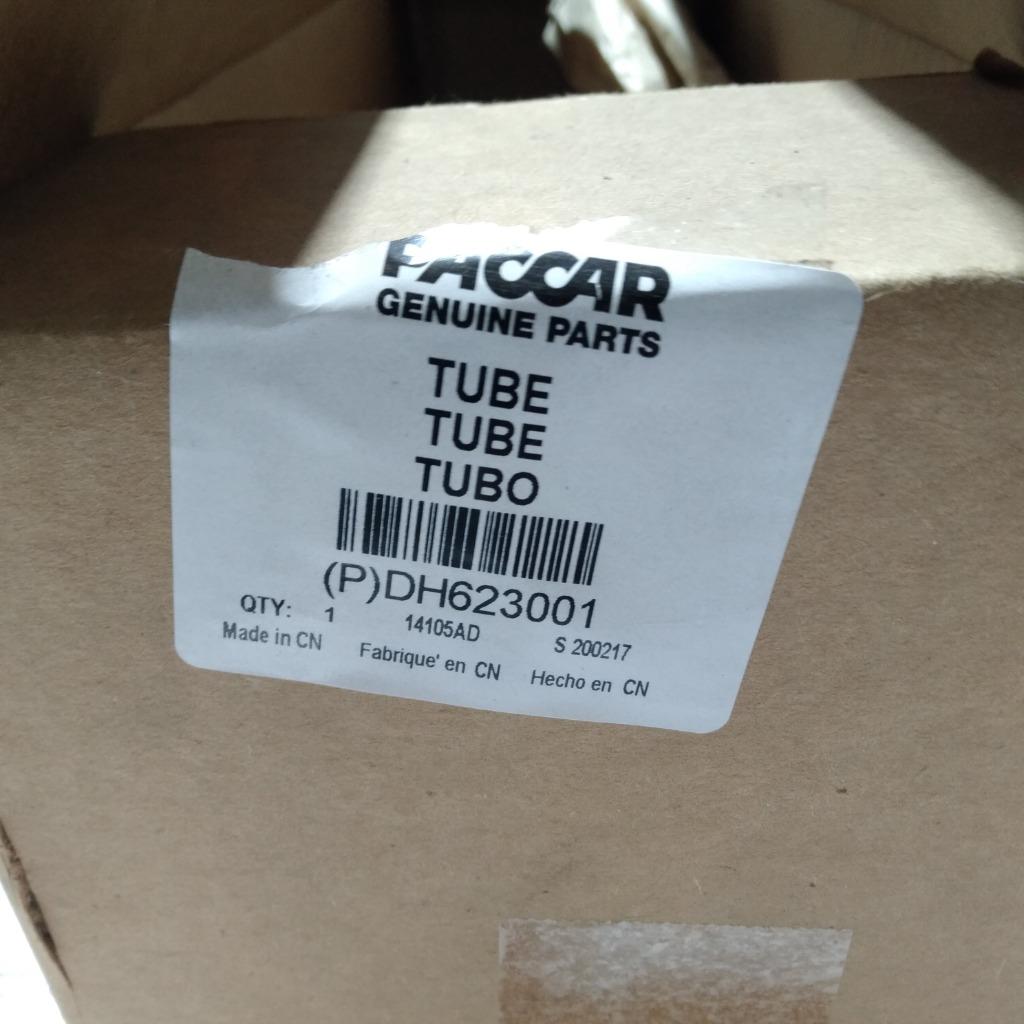 PACCAR
GENUINE PARTS
TUBE
TUBE
TUBO
(P)DH623001
QTY: 1 14105AD S 200217
Made in CN Fabrique' en CN Hecho en CN